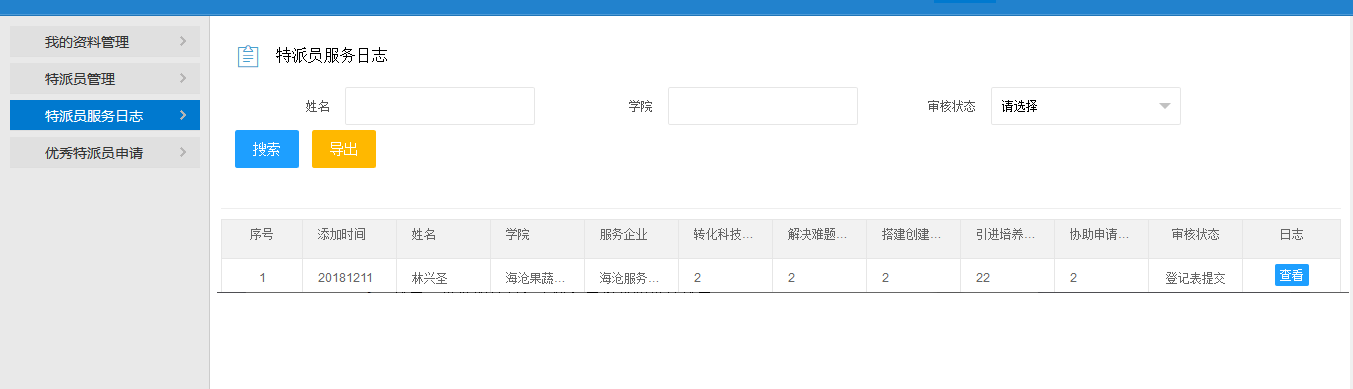 我的资料管理
特派员管理
特派员服务日志
优秀特派员申请
特派员服务日志
姓名 学院 审核状态 请选择
搜索 导出
序号 添加时间 姓名 学院 服务企业 转化科技... 解决难题... 搭建创建... 引进培养... 协助申请... 审核状态 日志
1 20181211 林兴圣 海沧果蔬... 海沧服务... 2 2 2 22 2 登记表提交 查看